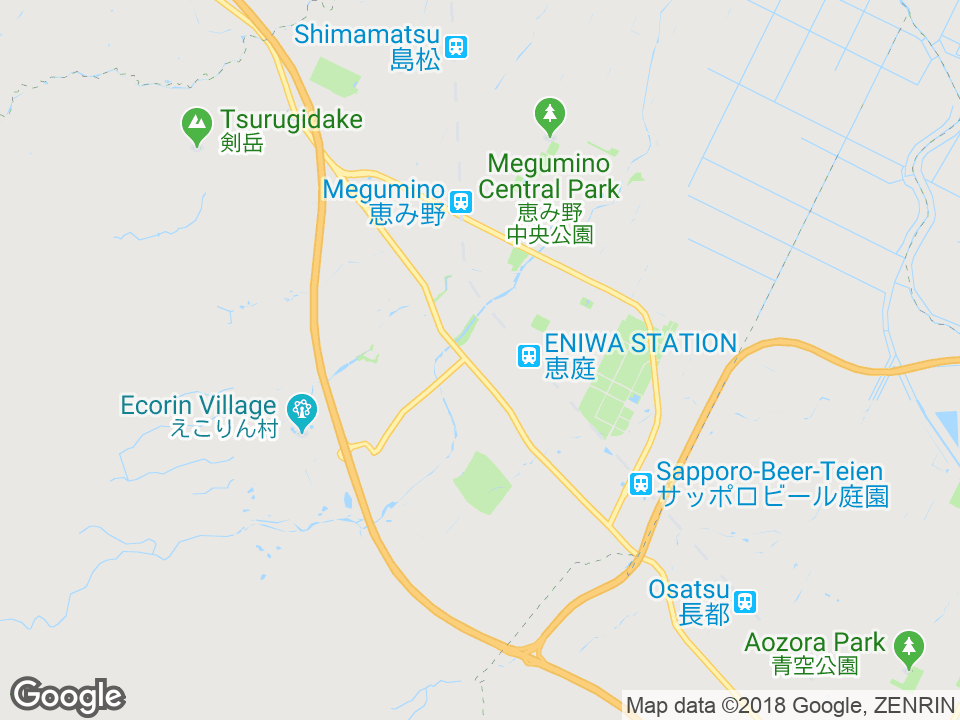 Shimamatsu
島松
Tsurugidake
剣岳
Megumino
Central Park
恵み野
中央公園
Megumino
恵み野
ENIWA STATION
恵庭
Ecorin Village
えこりん村
Sapporo-Beer-Teien
サッポロビール庭園
Osatsu
長都
Aozora Park
青空公園
Google
Map data ©2018 Google, ZENRIN